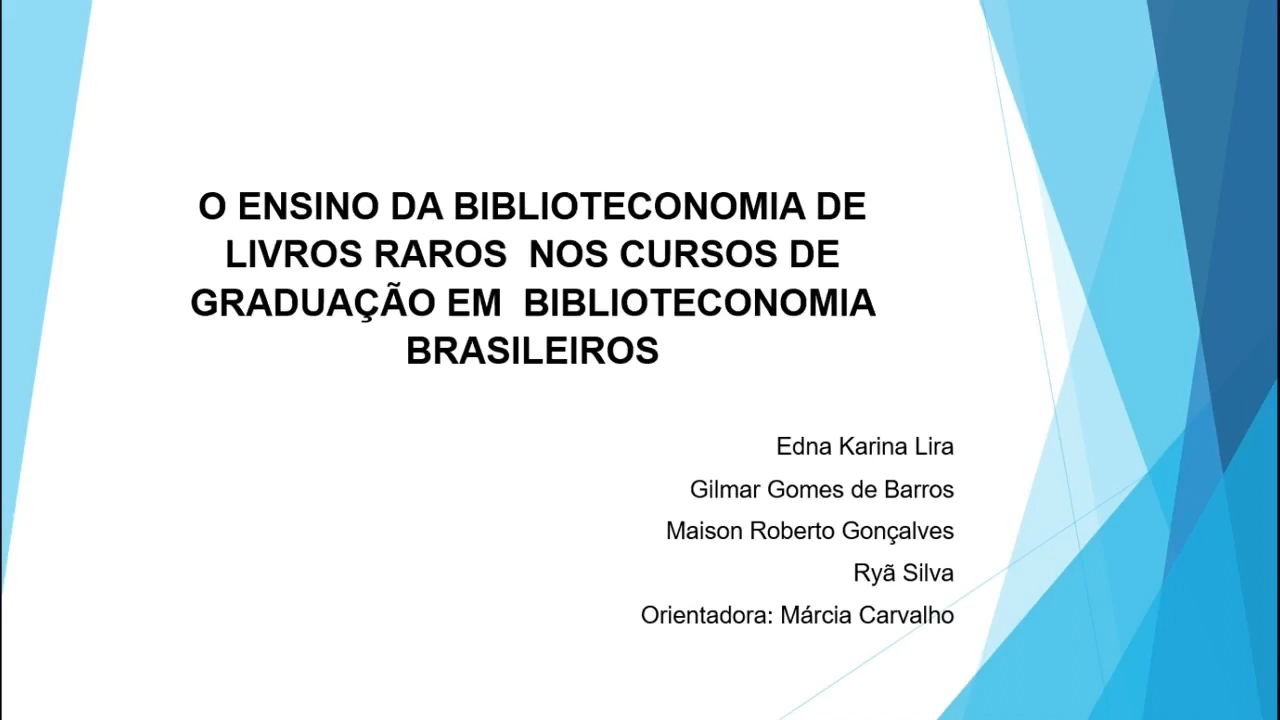 O ENSINO DA BIBLIOTECONOMIA DE
LIVROS RAROS  NOS CURSOS DE
GRADUAÇÃO EM  BIBLIOTECONOMIA
BRASILEIROS
Edna Karina Lira
Gilmar Gomes de Barros
Maison Roberto Gonçalves
Ryã Silva
Orientadora: Márcia Carvalho